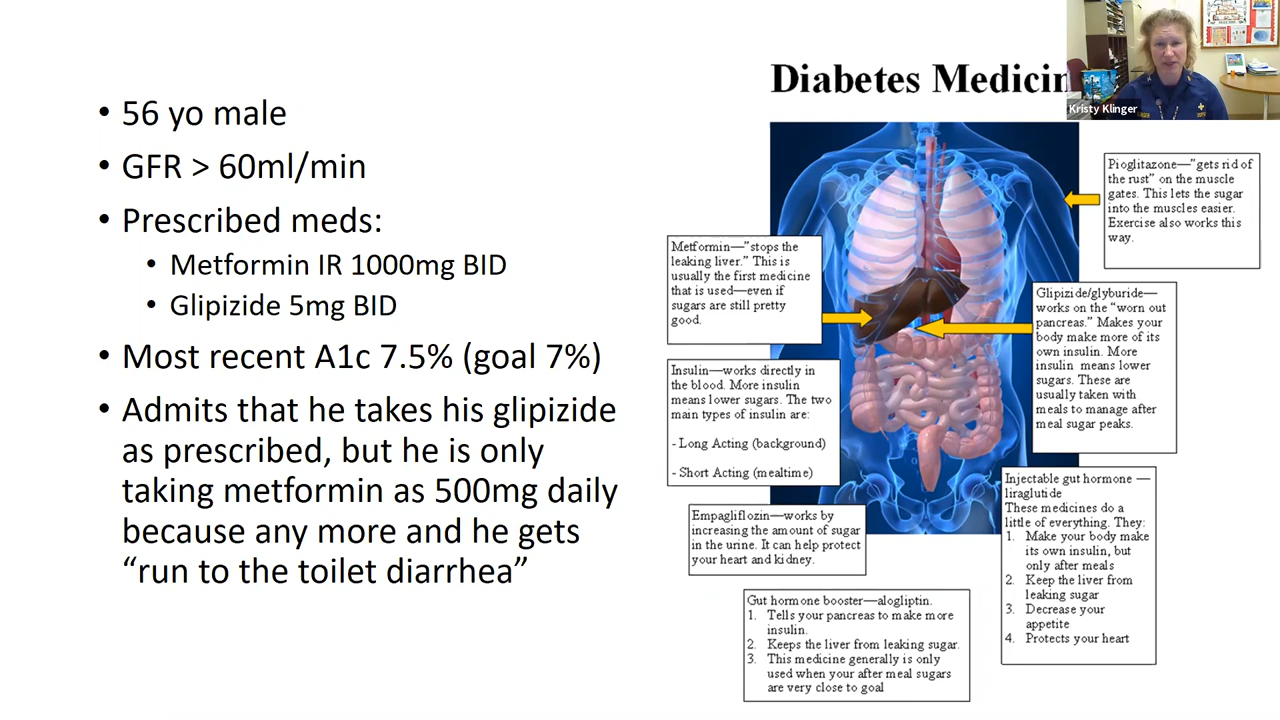 • 56 yo male
• GFR > 60ml/min
• Prescribed meds:
• Metformin IR 1000mg BID
• Glipizide 5mg BID
• Most recent A1c 7.5% (goal 7%)
• Admits that he takes his glipizide
as prescribed, but he is only
taking metformin as 500mg daily
because any more and he gets
“run to the toilet diarrhea”
Diabetes Medicin
Kristy Klinger
Pioglitazone—"gets rid of
the rust" on the muscle
gates. This lets the sugar
into the muscles easier.
Exercise also works this
way.
Metformin—"stops the
leaking liver." This is
usually the first medicine
that is used—even if
sugars are still pretty
good.
Glipizide/glyburide—
works on the "worn out
pancreas." Makes your
body make more of its
own insulin. More
insulin means lower
sugars. These are
usually taken with
meals to manage after
meal sugar peaks.
Insulin—works directly in
the blood. More insulin
means lower sugars. The two
main types of insulin are:
- Long Acting (background)
- Short Acting (mealtime)
Injectable gut hormone —
liraglutide
These medicines do a
little of everything. They:
1. Make your body make
its own insulin, but
only after meals
2. Keep the liver from
leaking sugar
3. Decrease your
appetite
4. Protects your heart
Empagliflozin—works by
increasing the amount of sugar
in the urine. It can help protect
your heart and kidney.
Gut hormone booster—alogliptin.
1. Tells your pancreas to make more
insulin.
2. Keeps the liver from leaking sugar.
3. This medicine generally is only
used when your after meal sugars
are very close to goal